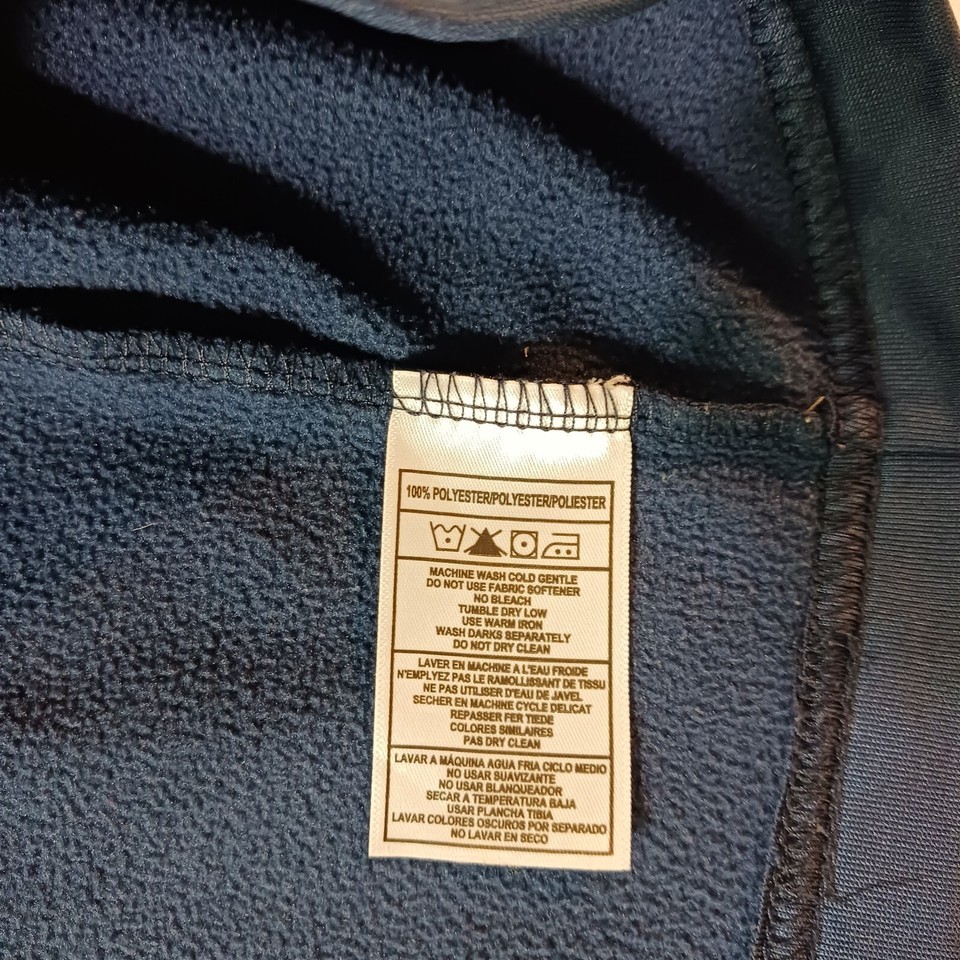 100% POLYESTER/POLYESTER/POLIESTER
MACHINE WASH COLD GENTLE
DO NOT USE FABRIC SOFTENER
NO BLEACH
TUMBLE DRY LOW
USE WARM IRON
WASH DARKS SEPARATELY
DO NOT DRY CLEAN
LAVER EN MACHINE A L'EAU FROIDE
N'EMPLYEZ PAS LE RAMOLLISSANT DE TISSU
NE PAS UTILISER D'EAU DE JAVEL
SECHER EN MACHINE CYCLE DELICAT
REPASSER FER TIEDE
COLORES SIMILAIRES
PAS DRY CLEAN
LAVAR A MÁQUINA AGUA FRIA CICLO MEDIO
NO USAR SUAVIZANTE
NO USAR BLANQUEADOR
SECAR A TEMPERATURA BAJA
USAR PLANCHA TIBIA
LAVAR COLORES OSCUROS POR SEPARADO
NO LAVAR EN SECO